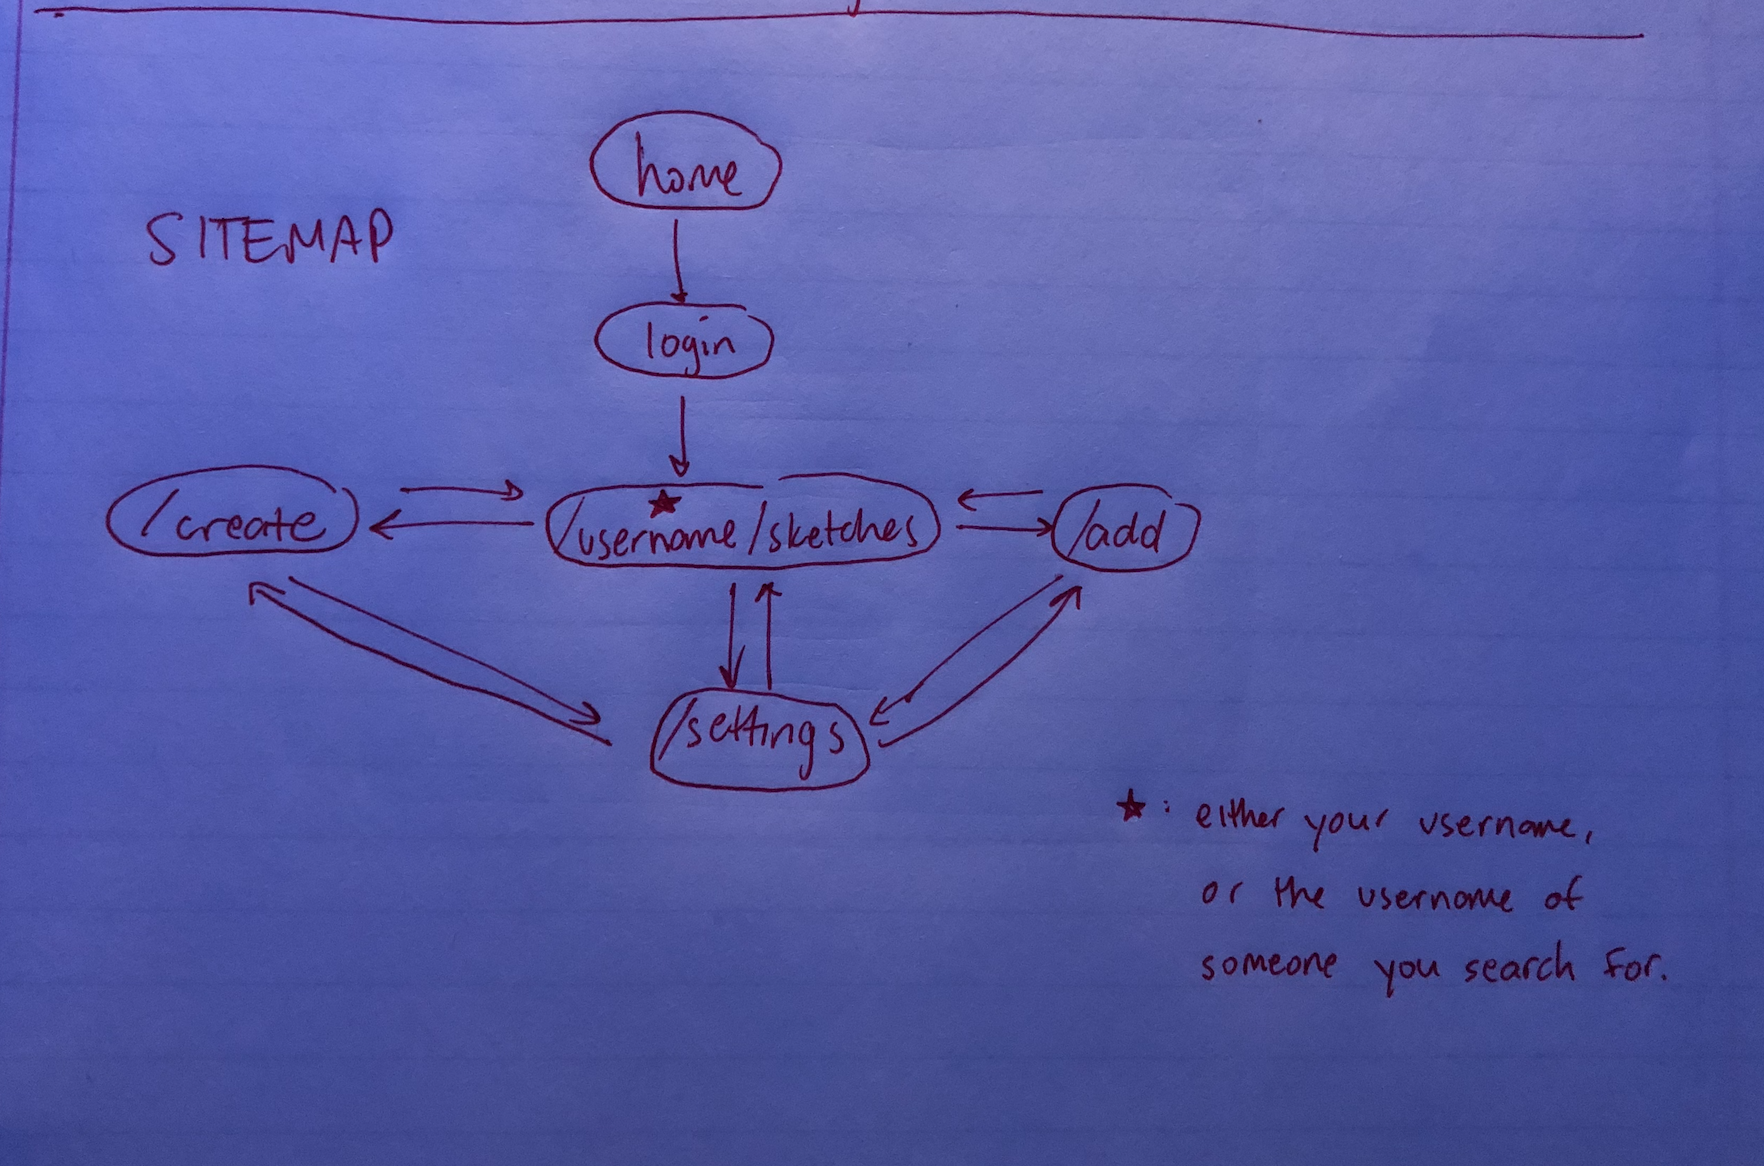 home
SITEMAP
login
/create
/username/sketches
/add
/settings
★: either your username,
or the username of
someone you search for.